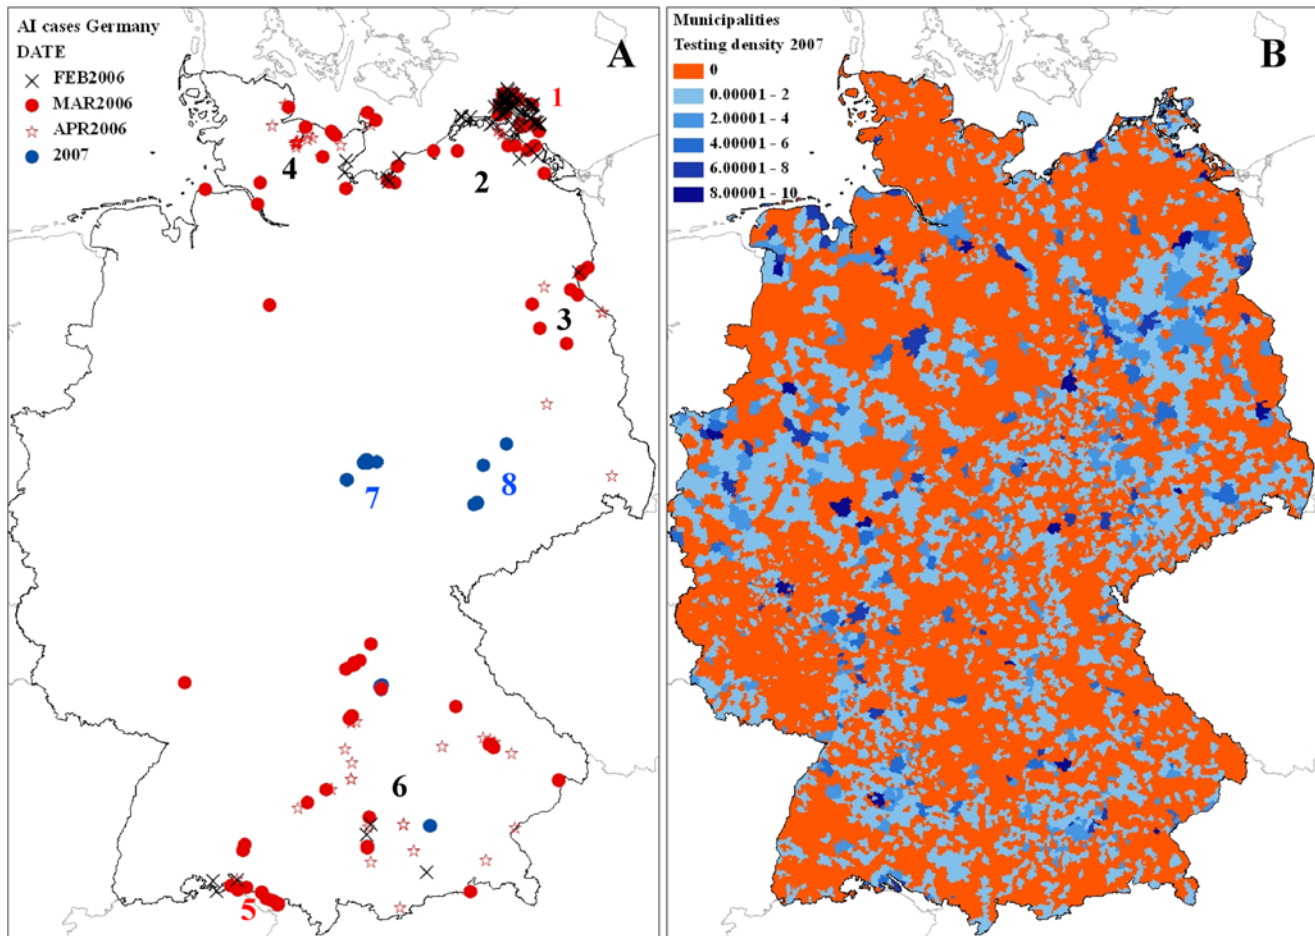 AI cases Germany
DATE
FEB2006
MAR2006
APR2006
2007
A
1
2
3
4
5
6
7
8
Municipalities
Testing density 2007
0
0.00001 - 2
2.00001 - 4
4.00001 - 6
6.00001 - 8
8.00001 - 10
B